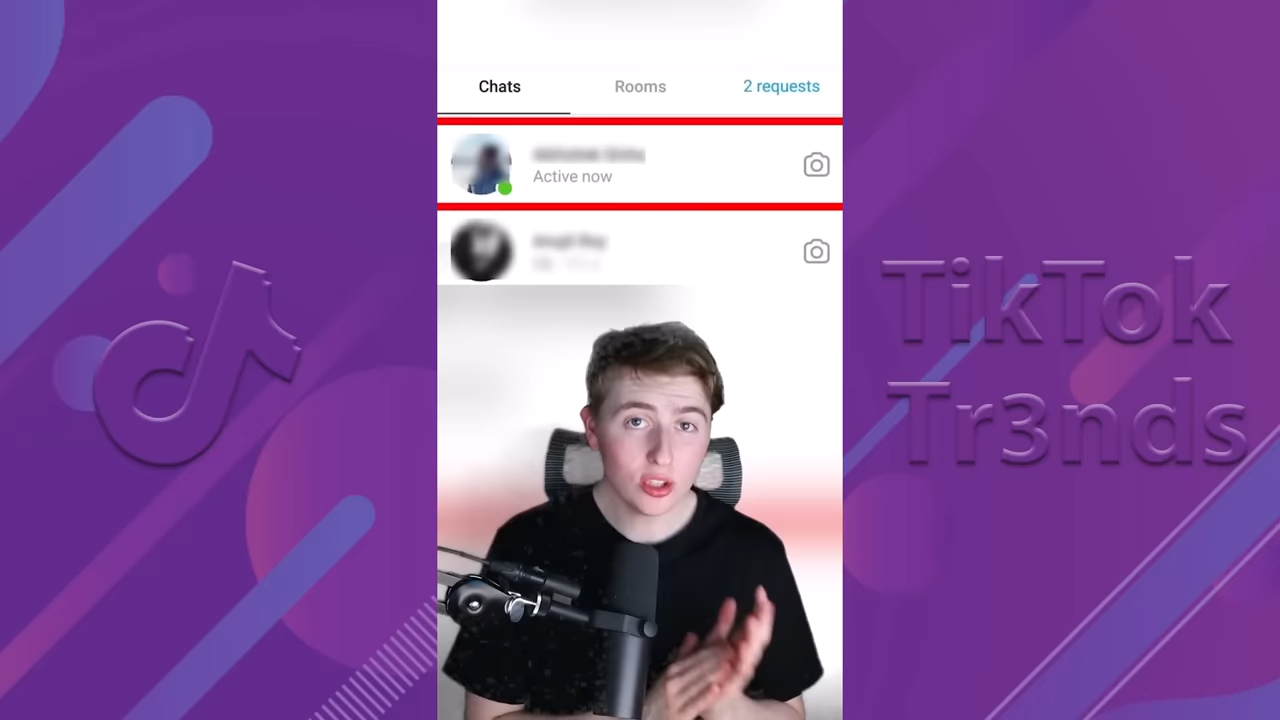 Chats
Rooms
2 requests
Active now
TikTok
Tr3nds